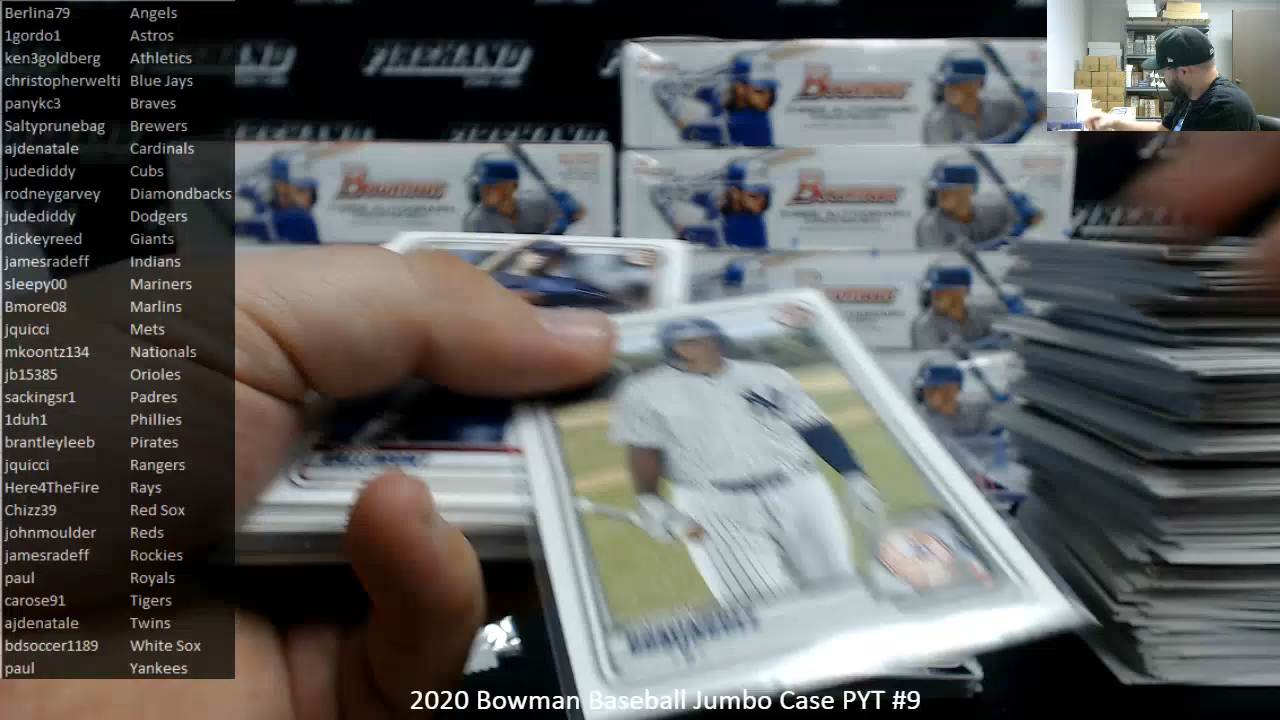 Berlina79 Angels
1gordo1 Astros
ken3goldberg Athletics
christopherwelti Blue Jays
panykc3 Braves
Saltyprunebag Brewers
ajdenatale Cardinals
judediddy Cubs
rodneygarvey Diamondbacks
judediddy Dodgers
dickeyreed Giants
jamesradeff Indians
sleepy00 Mariners
Bmore08 Marlins
jquicci Mets
mkoontz134 Nationals
jb15385 Orioles
sackingsr1 Padres
1duh1 Phillies
brantleyleeb Pirates
jquicci Rangers
Here4TheFire Rays
Chizz39 Red Sox
johnmoulder Reds
jamesradeff Rockies
paul Royals
carose91 Tigers
ajdenatale Twins
bdsoccer1189 White Sox
paul Yankees
Bowman
Bowman
Bowman
2020 Bowman Baseball Jumbo Case PYT #9